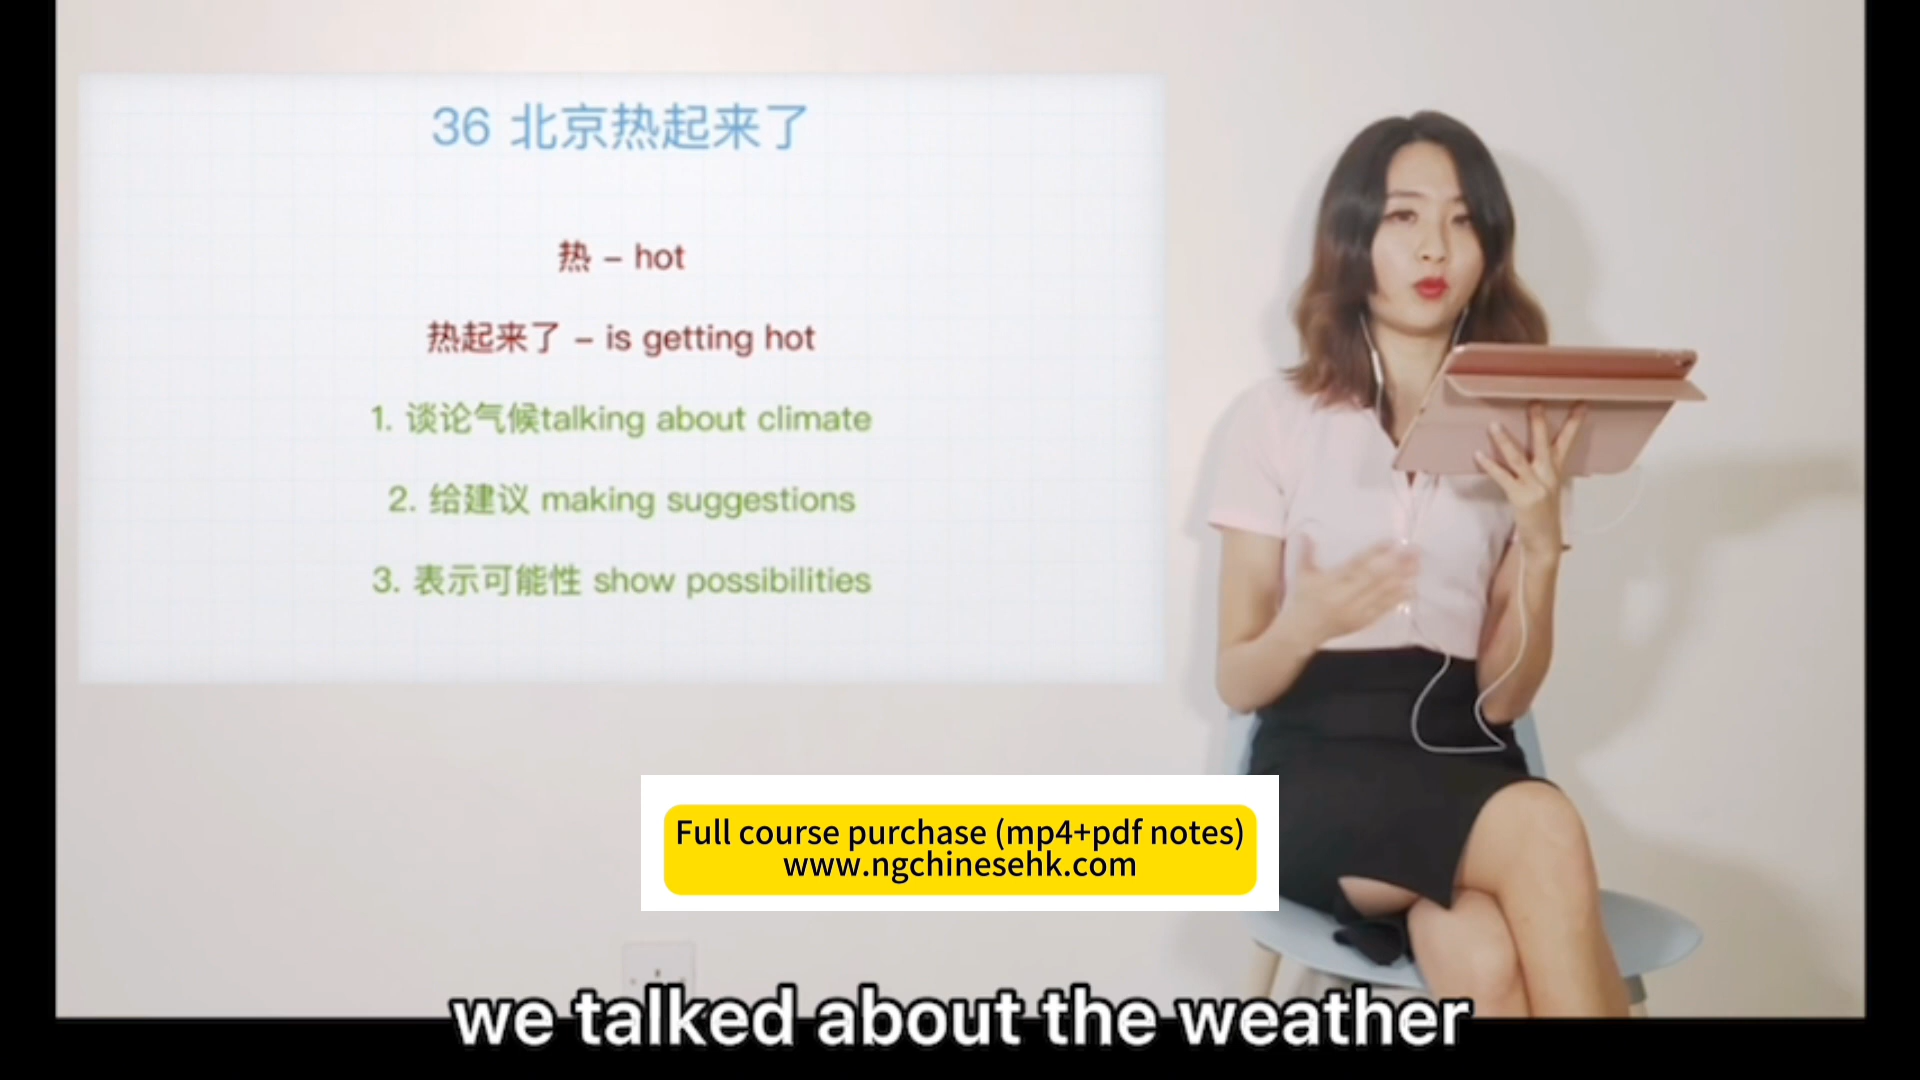 36 北京热起来了
热 – hot
热起来了 – is getting hot
1. 谈论气候talking about climate
2. 给建议 making suggestions
3. 表示可能性 show possibilities
Full course purchase (mp4+pdf notes)
www.ngchinesehk.com
we talked about the weather